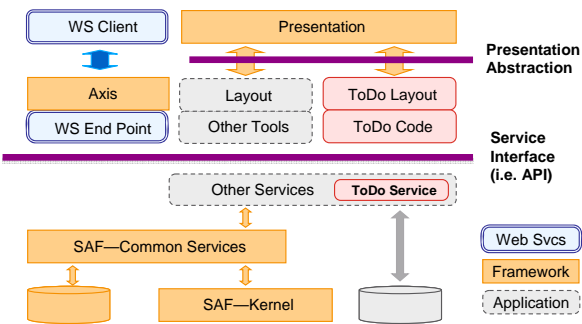 WS Client
Presentation
Presentation
Abstraction
Axis
Layout
ToDo Layout
WS End Point
Other Tools
ToDo Code
Service
Interface
(i.e. API)
Other Services
ToDo Service
SAF—Common Services
Web Svcs
Framework
SAF—Kernel
Application